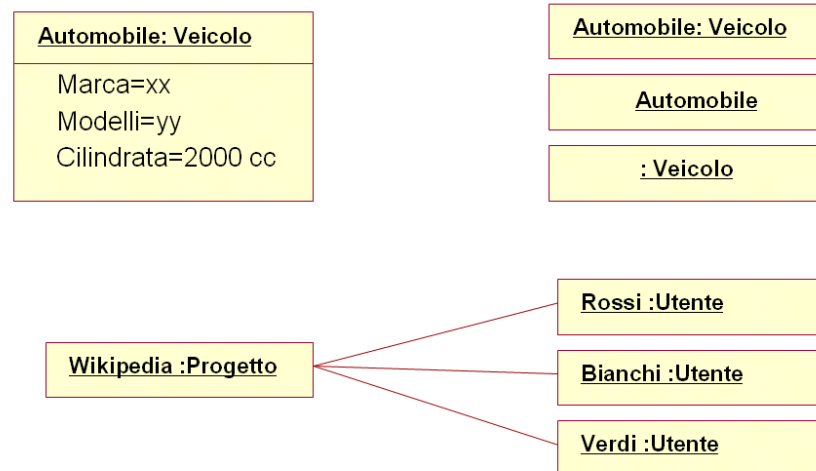 Automobile: Veicolo
Marca=xx
Modelli=yy
Cilindrata=2000 cc
Automobile: Veicolo
Automobile
: Veicolo
Wikipedia :Progetto
Rossi :Utente
Bianchi :Utente
Verdi :Utente